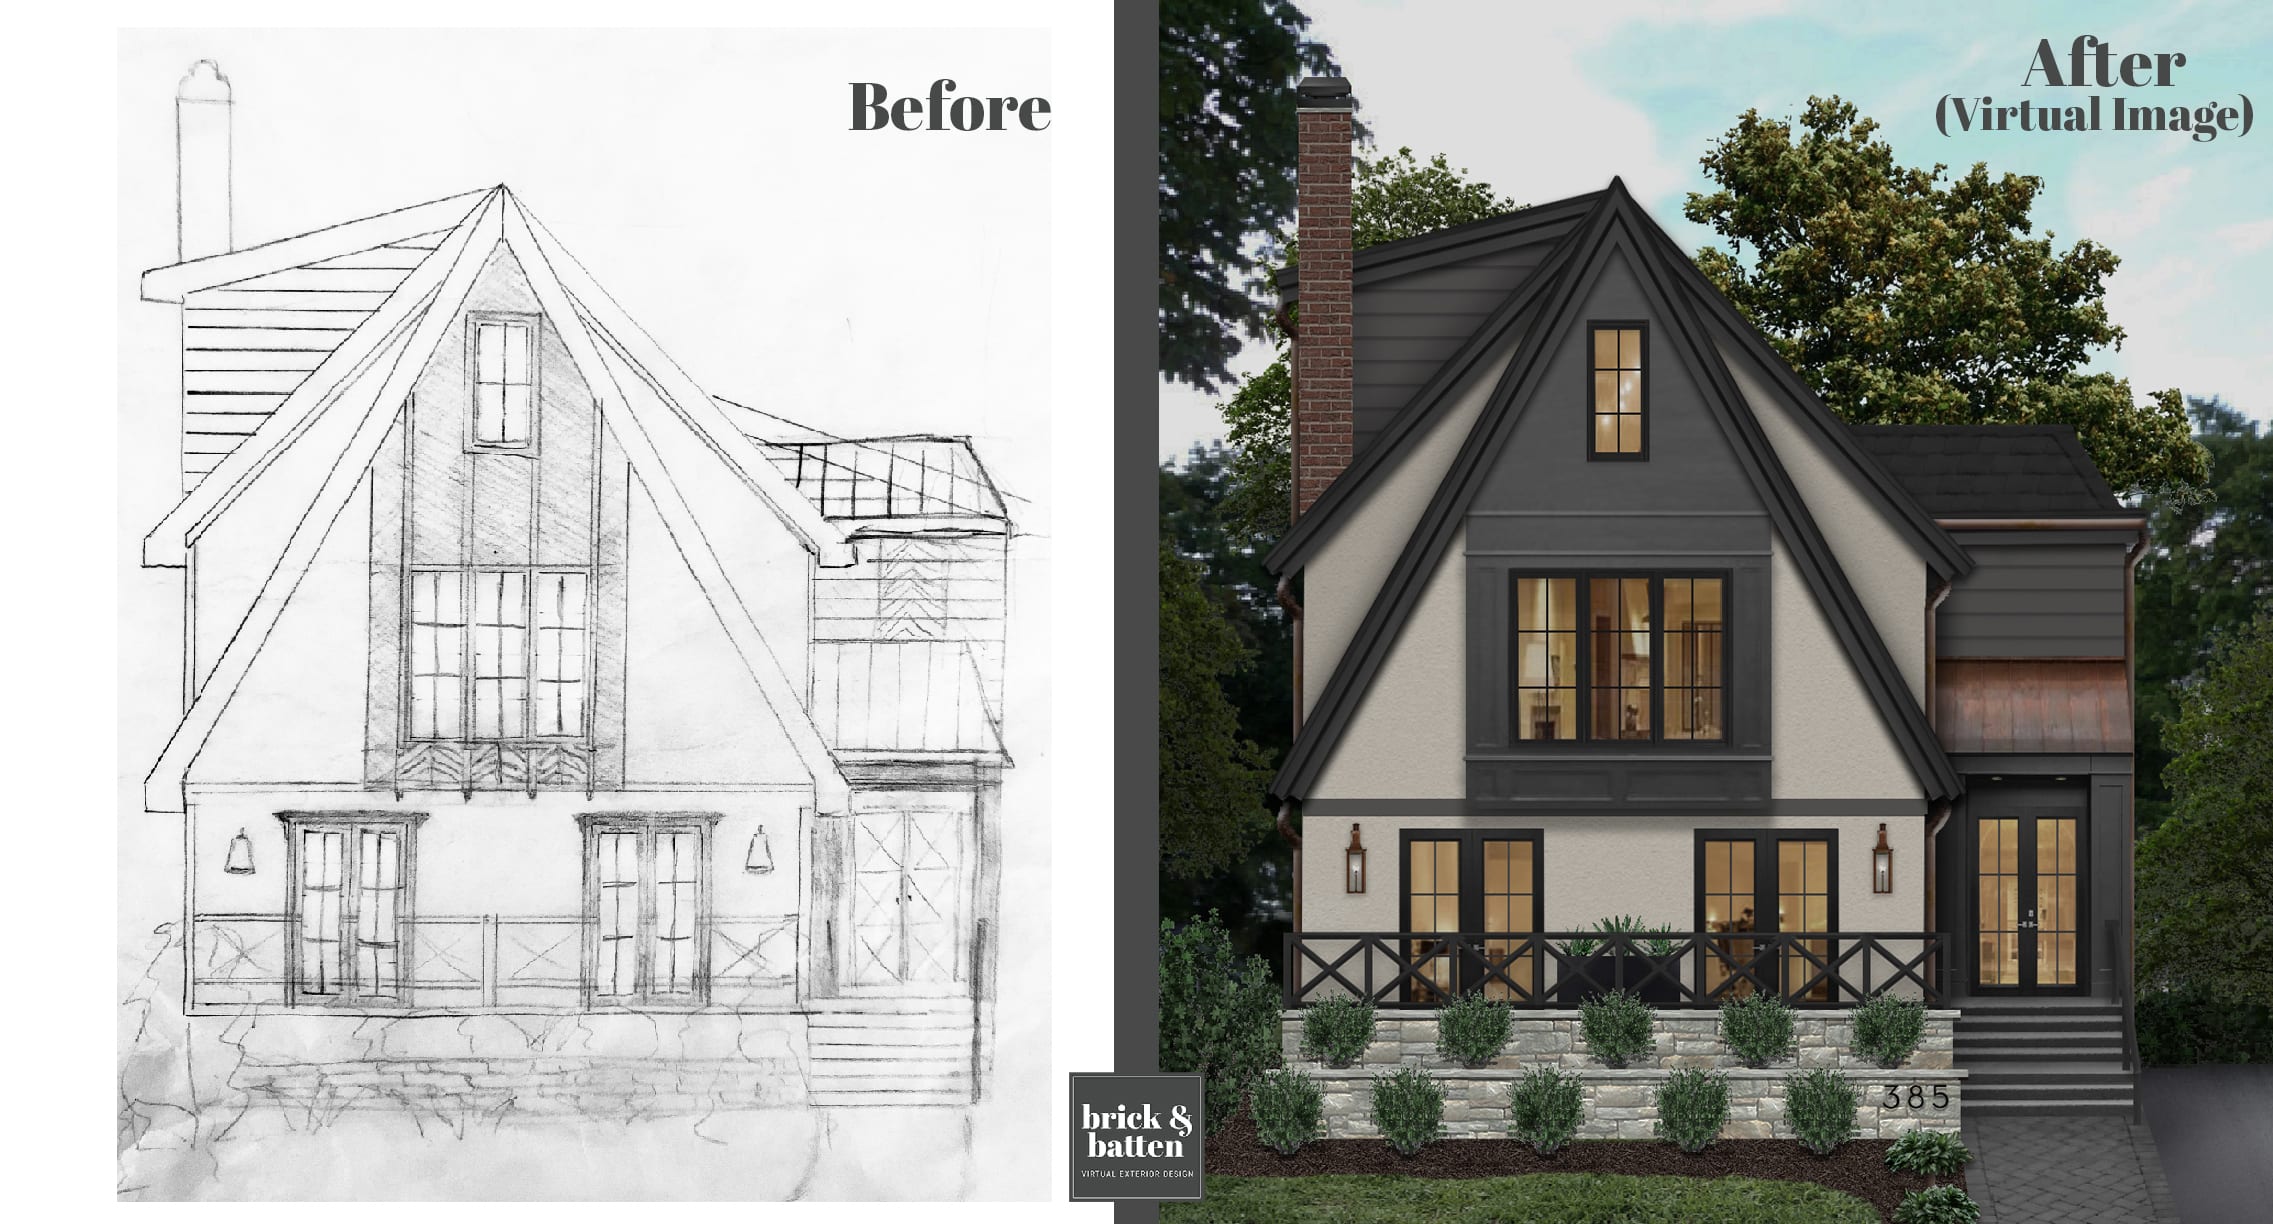 Before
After
(Virtual Image)
brick &
batten
VIRTUAL EXTERIOR DESIGN
385